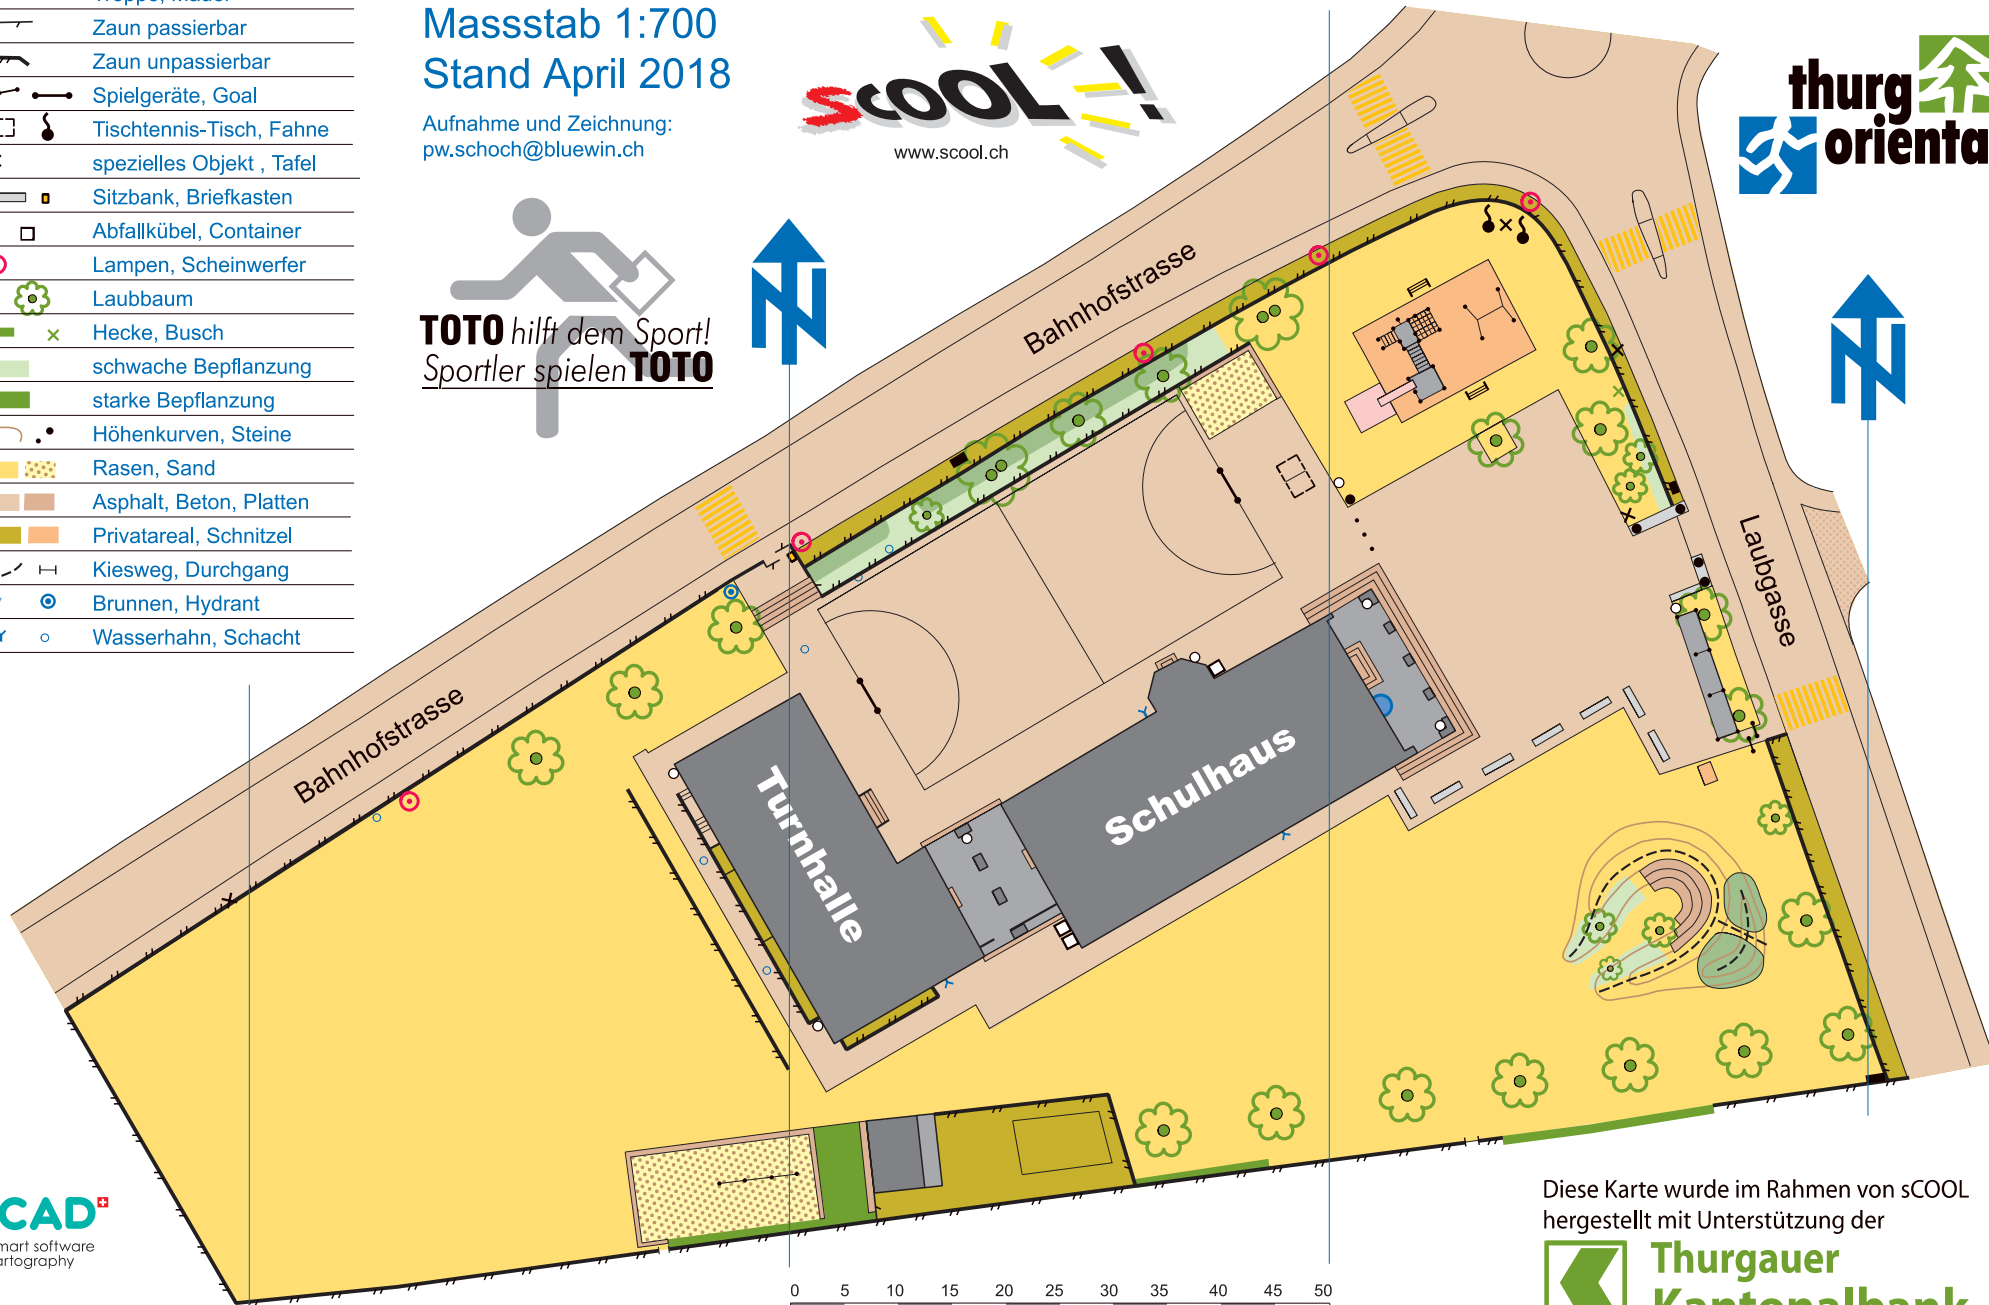 Zaun passierbar
Zaun unpassierbar
Spielgeräte, Goal
Tischtennis-Tisch, Fahne
spezielles Objekt , Tafel
Sitzbank, Briefkasten
Abfallkübel, Container
Lampen, Scheinwerfer
Laubbaum
Hecke, Busch
schwache Bepflanzung
starke Bepflanzung
Höhenkurven, Steine
Rasen, Sand
Asphalt, Beton, Platten
Privatareal, Schnitzel
Kiesweg, Durchgang
Brunnen, Hydrant
Wasserhahn, Schacht
Massstab 1:700
Stand April 2018
Aufnahme und Zeichnung:
pw.schoch@bluewin.ch
sCOOL!
www.scool.ch
thurg
orienta
TOTO hilft dem Sport!
Sportler spielen TOTO
N
N
Bahnhofstrasse
Bahnhofstrasse
Laubgasse
Turnhalle
Schulhaus
CAD
mart software
artography
0 5 10 15 20 25 30 35 40 45 50
Diese Karte wurde im Rahmen von sCOOL
hergestellt mit Unterstützung der
Thurgauer
Kantonalbank